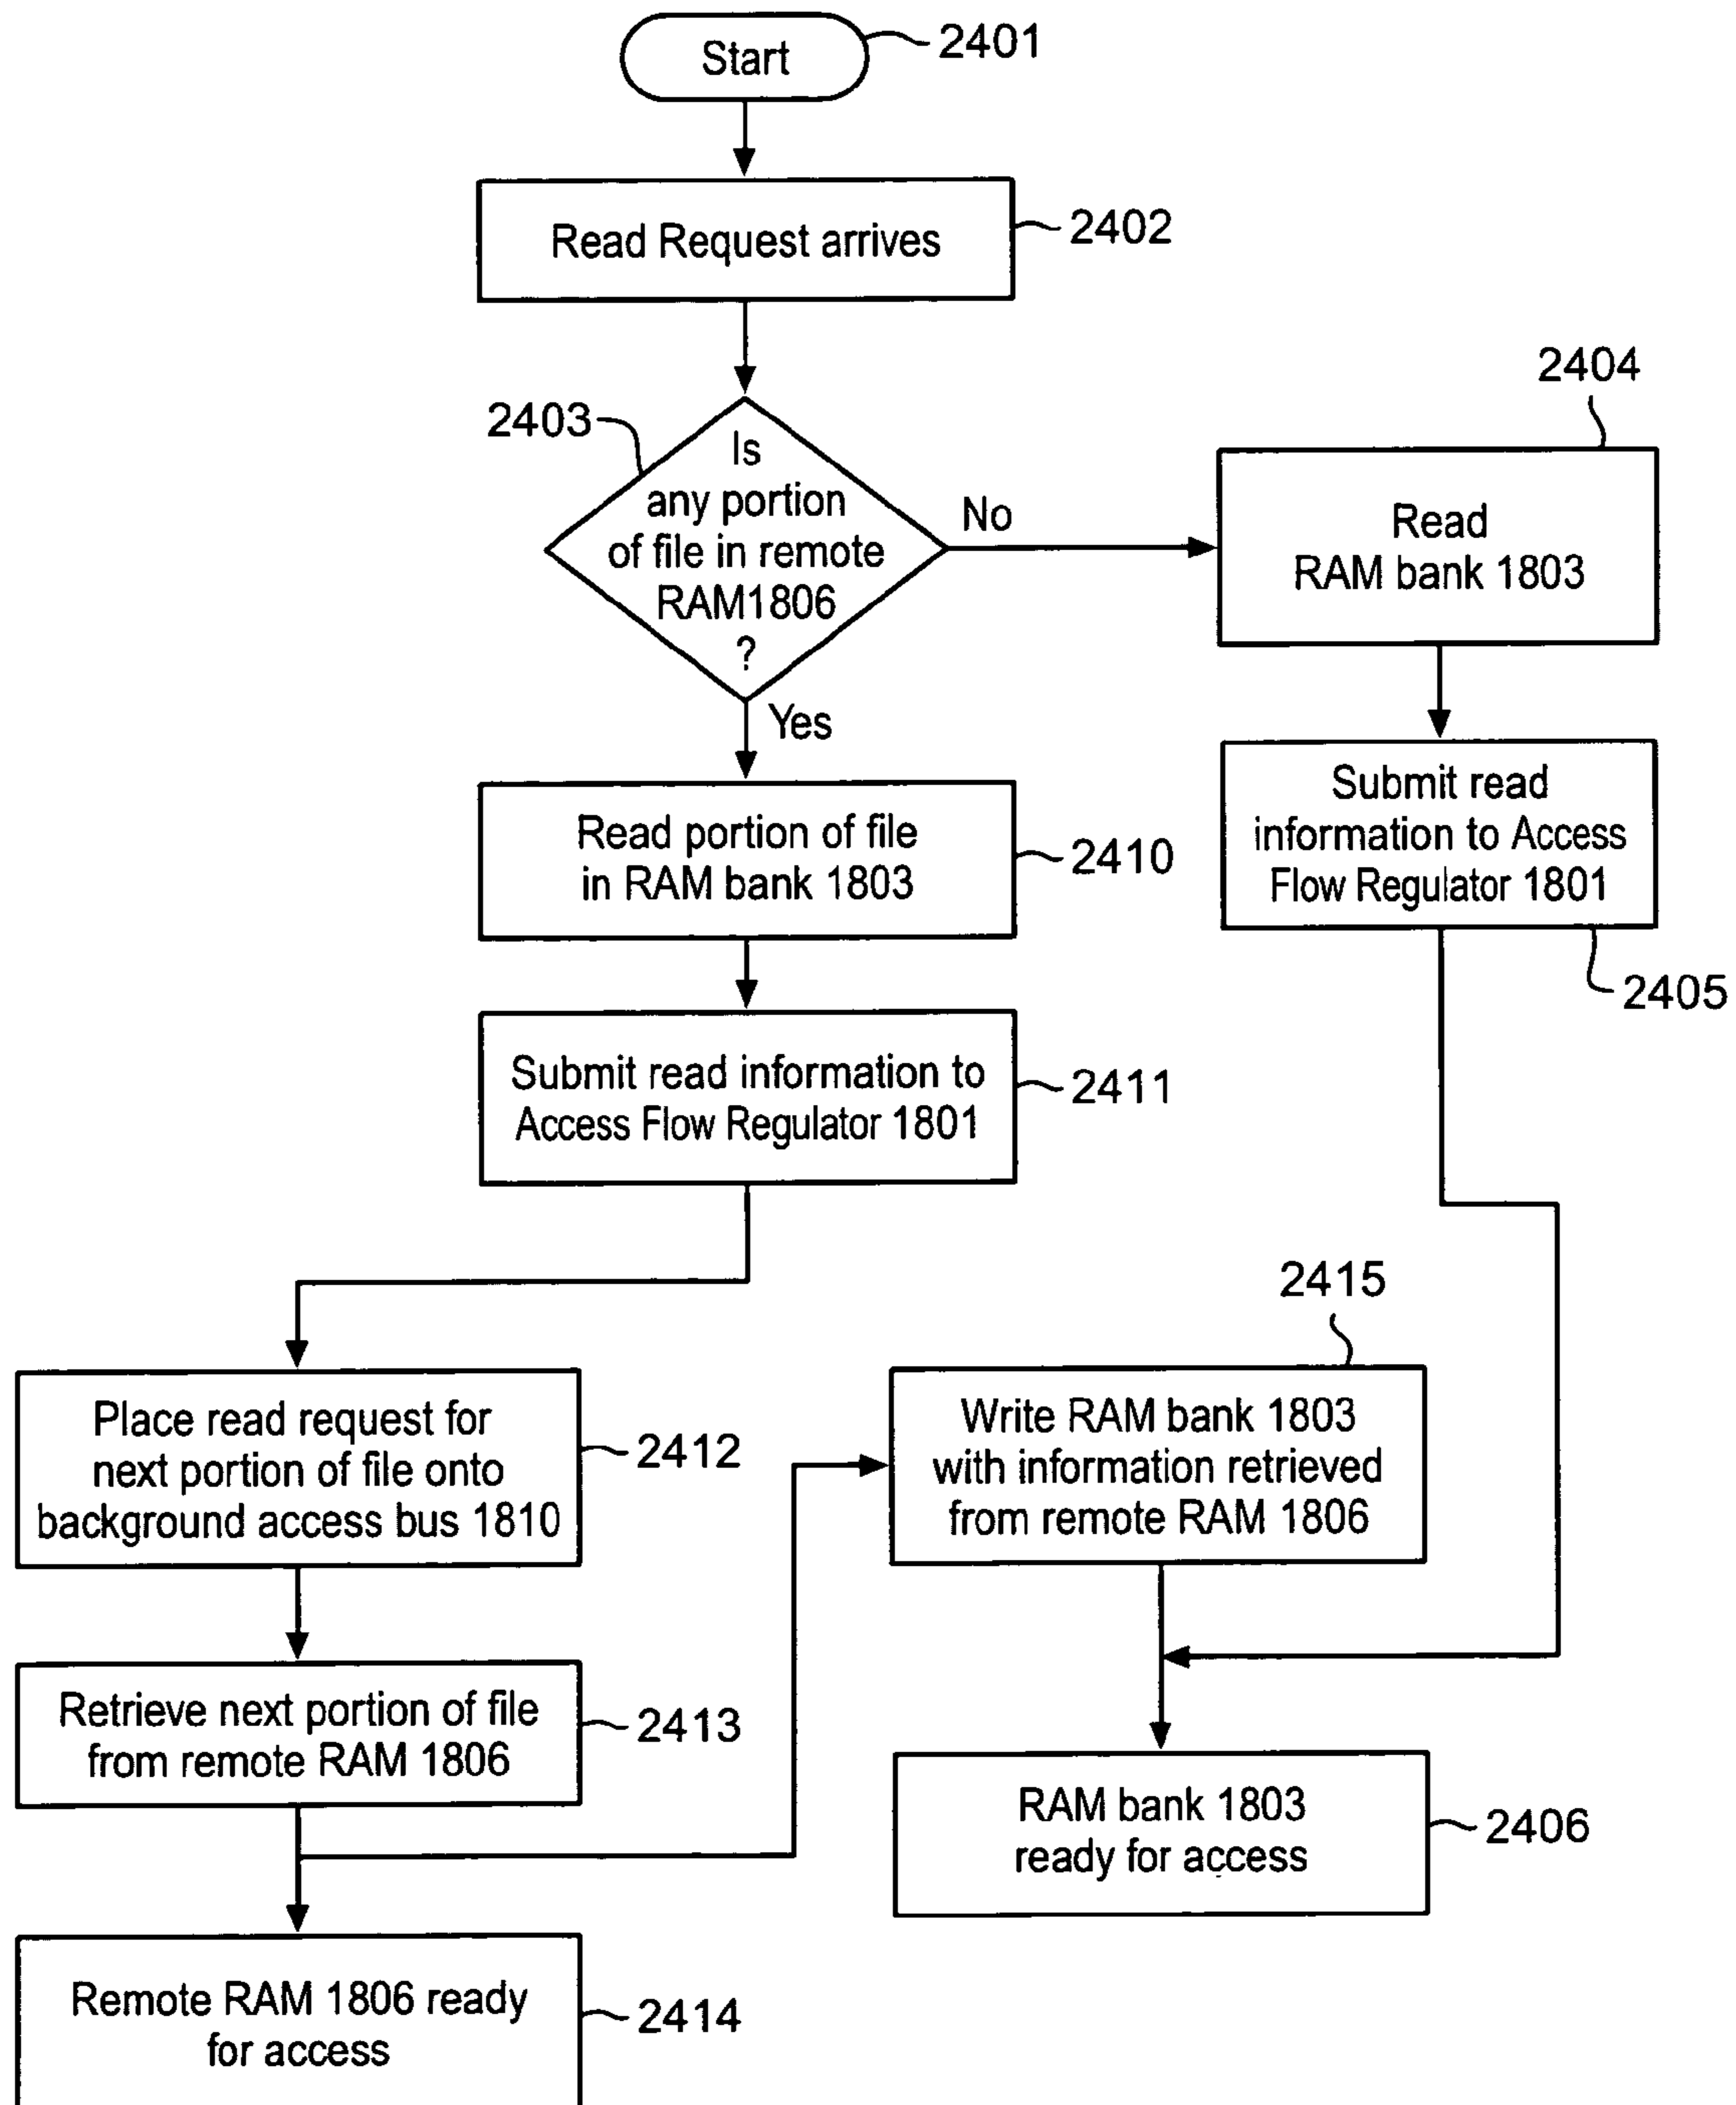 Start
2401
Read Request arrives
2402
2403
Is
any portion
of file in remote
RAM1806
?
No
Yes
2404
Read
RAM bank 1803
Submit read
information to Access
Flow Regulator 1801
2405
Read portion of file
in RAM bank 1803
2410
Submit read information to
Access Flow Regulator 1801
2411
Place read request for
next portion of file onto
background access bus 1810
2412
2415
Write RAM bank 1803
with information retrieved
from remote RAM 1806
Retrieve next portion of file
from remote RAM 1806
2413
RAM bank 1803
ready for access
2406
Remote RAM 1806 ready
for access
2414